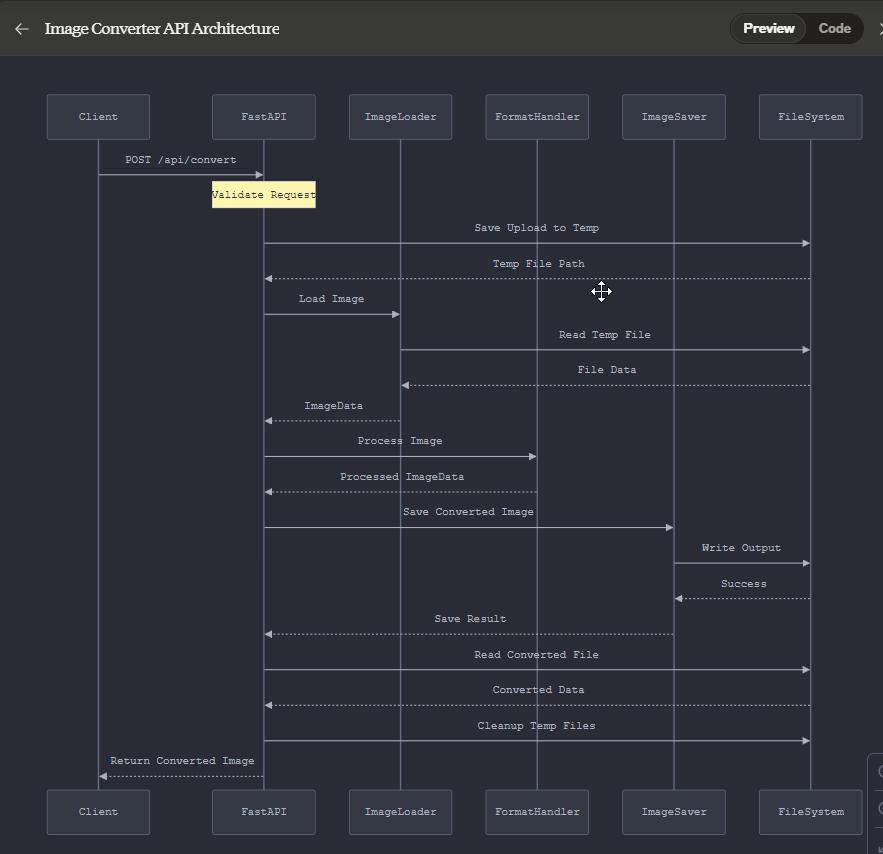 Image Converter API Architecture
Preview Code
Client FastAPI ImageLoader FormatHandler ImageSaver FileSystem
POST /api/convert
Validate Request
Save Upload to Temp
Temp File Path
Load Image
Read Temp File
File Data
ImageData
Process Image
Processed ImageData
Save Converted Image
Write Output
Success
Save Result
Read Converted File
Converted Data
Cleanup Temp Files
Return Converted Image
Client FastAPI ImageLoader FormatHandler ImageSaver FileSystem